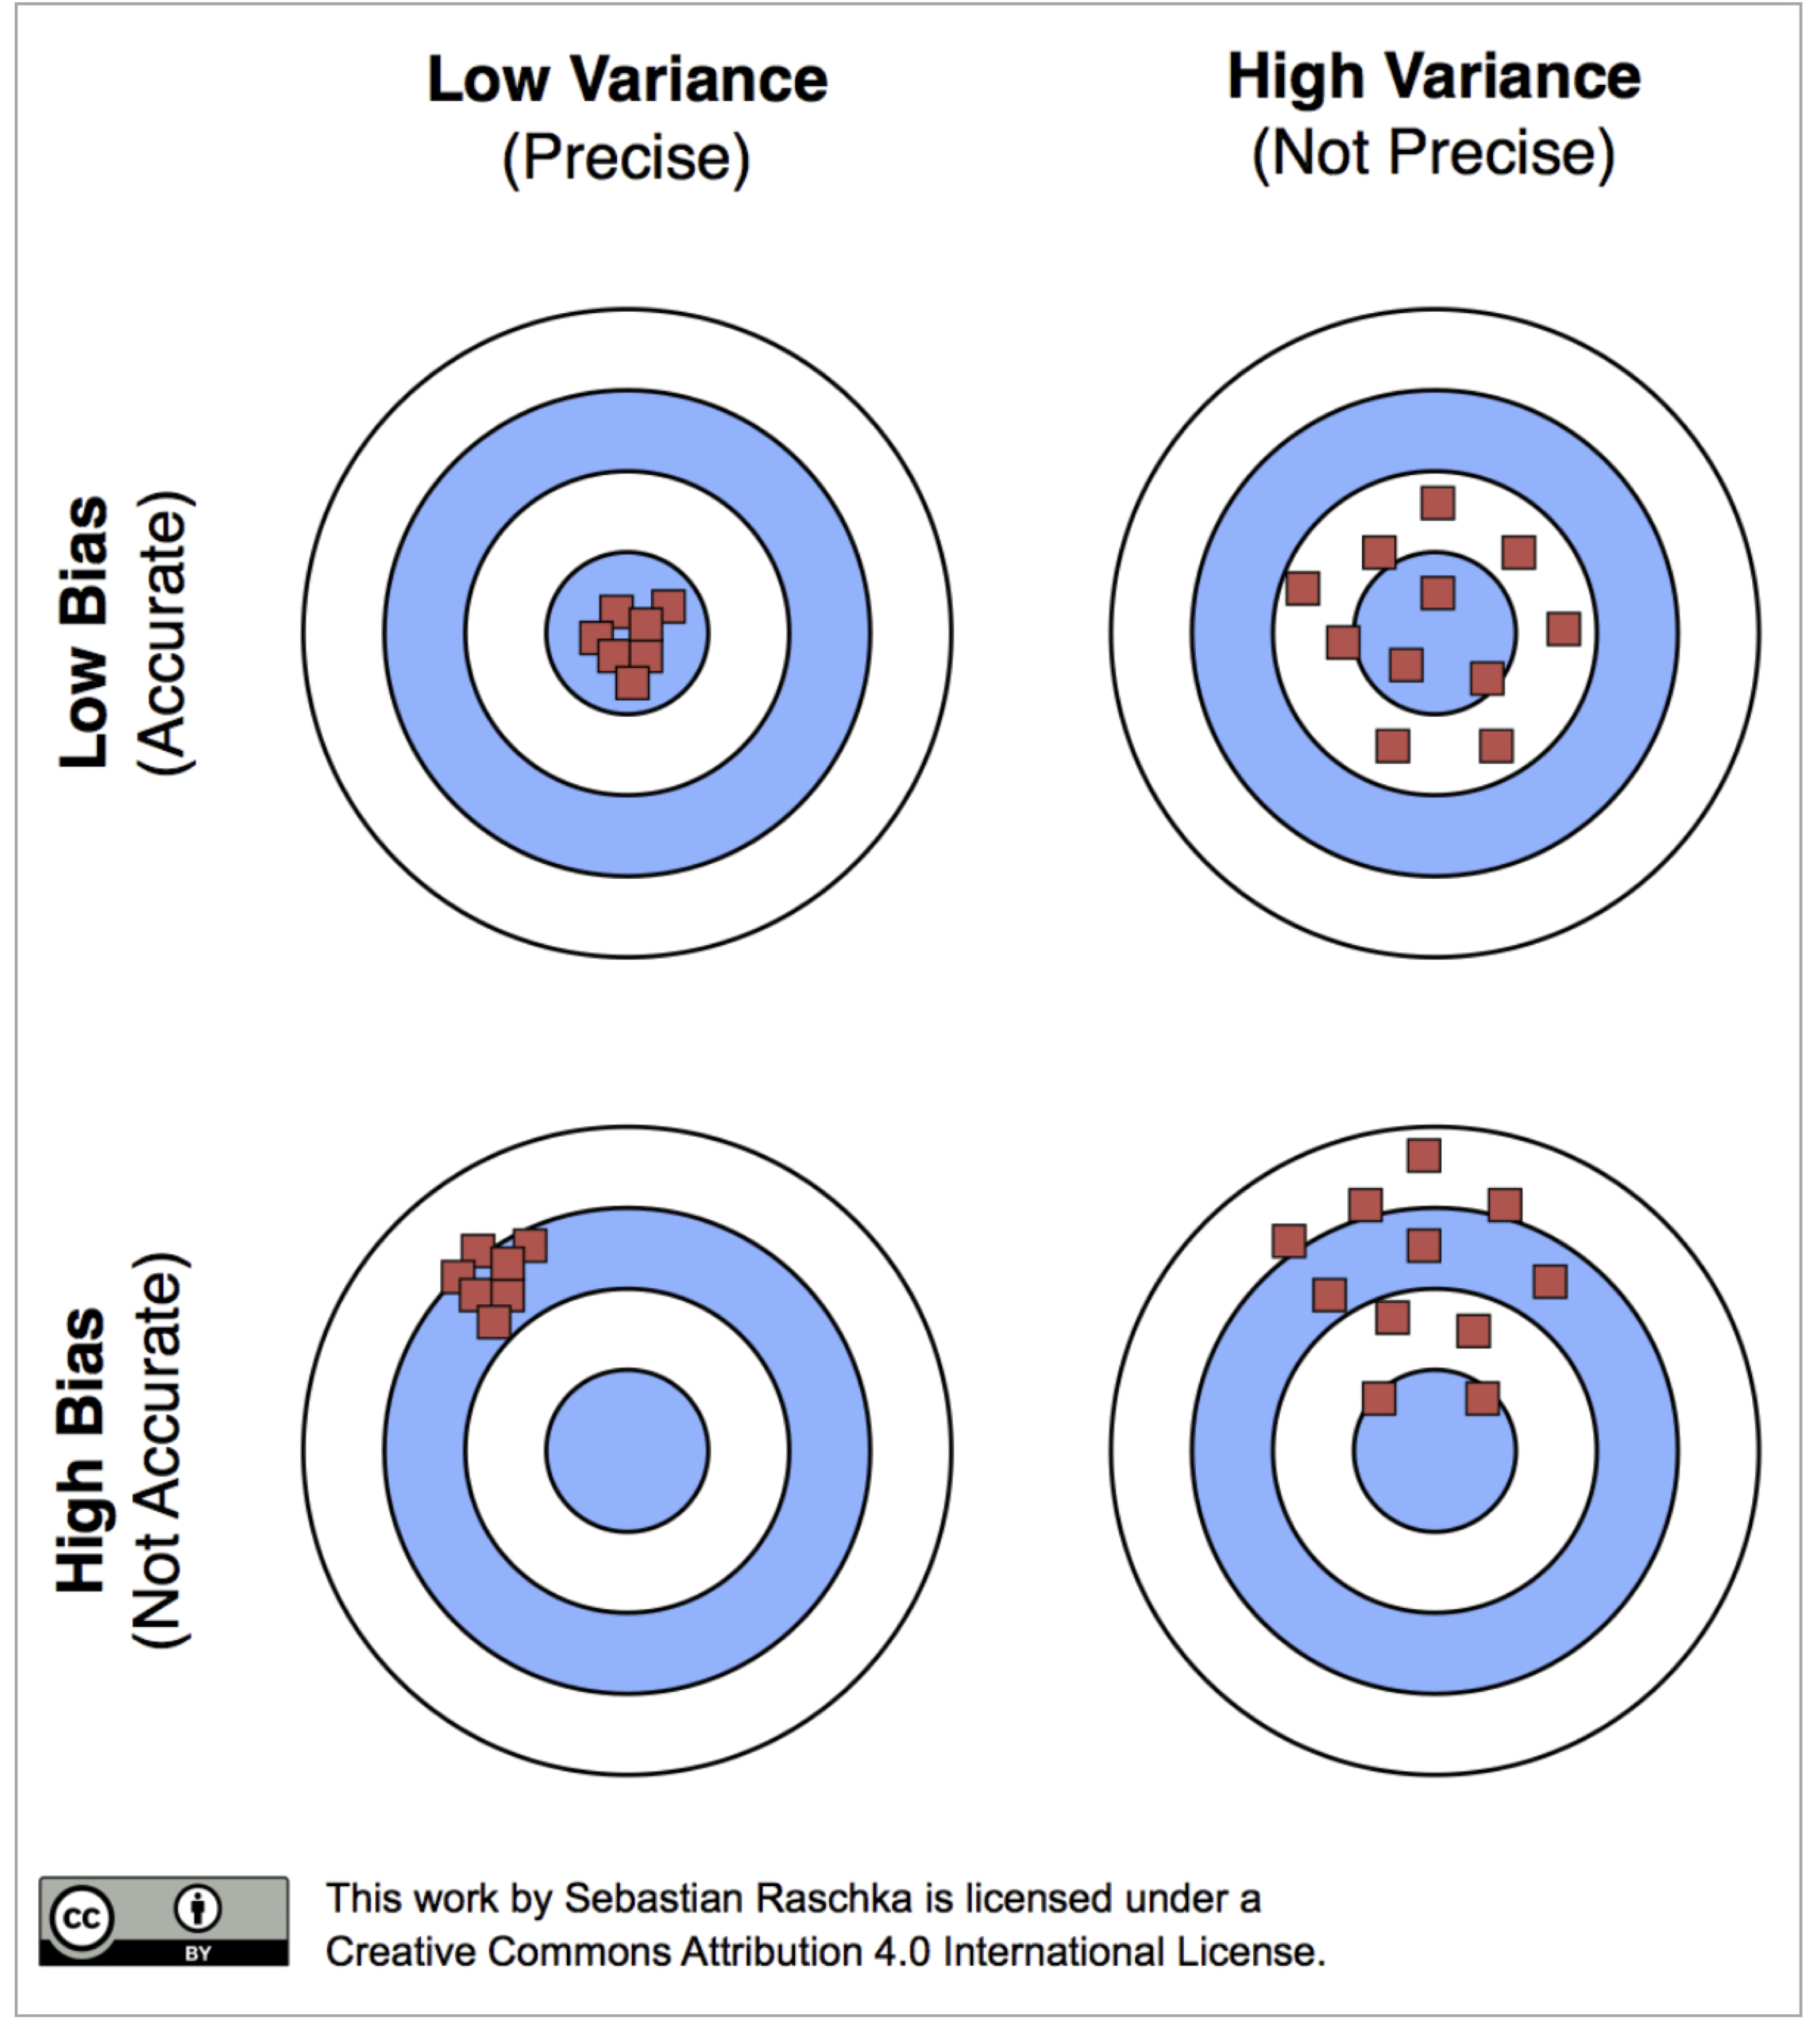 Low Variance
(Precise)
High Variance
(Not Precise)
Low Bias
(Accurate)
High Bias
(Not Accurate)
cc
BY
This work by Sebastian Raschka is licensed under a
Creative Commons Attribution 4.0 International License.